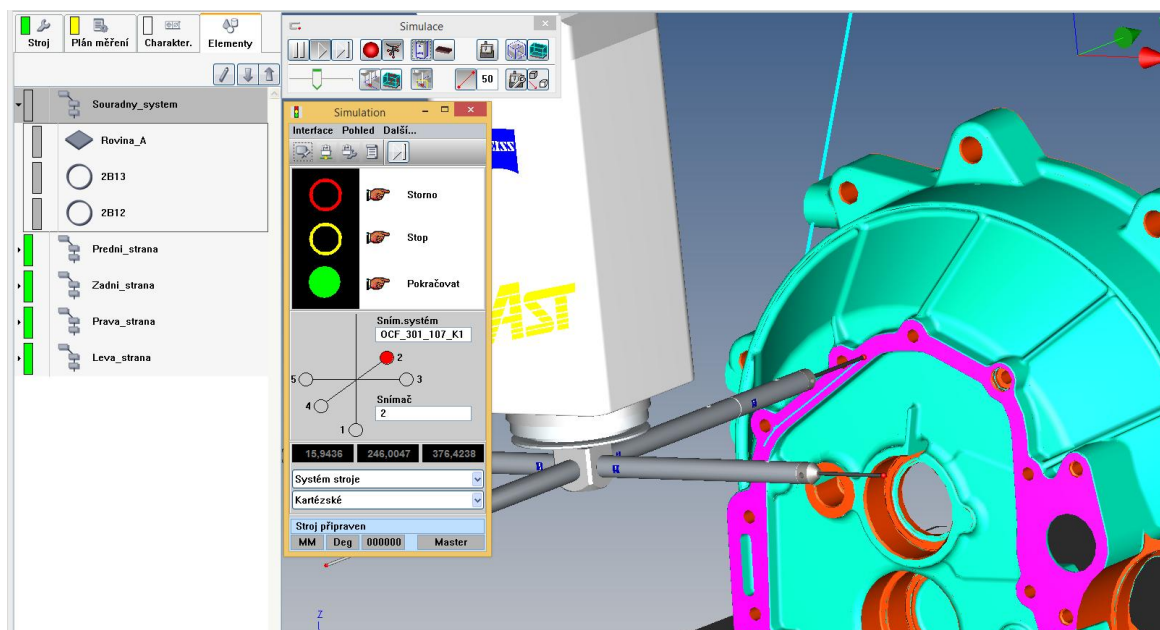 Stroj
Plán měření
Charakter.
Elementy
Souradny_system
Rovina_A
2B13
2B12
Predni_strana
Zadni_strana
Prava_strana
Leva_strana
Simulace
50
Simulation
Interface Pohled Další...
Storno
Stop
Pokračovat
Sním.systém
OCF_301_107_K1
2
5
3
4
Snímač
2
1
15,9436 246,0047 376,4238
Systém stroje
Kartézské
Stroj připraven
MM Deg 000000 Master
Z